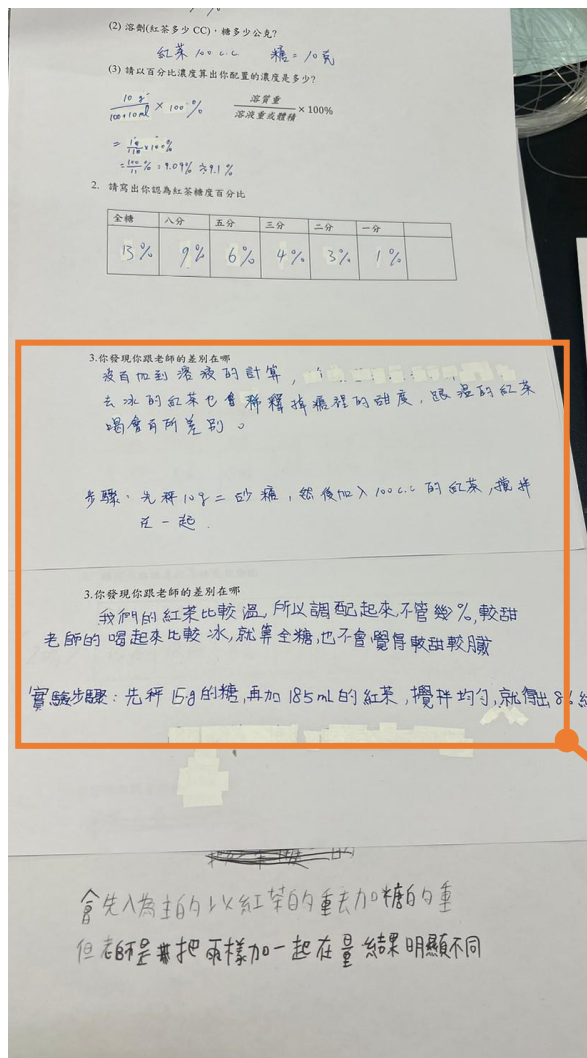 (2) 溶劑(紅茶多少 CC)，糖多少公克?
紅茶 100 c.c 糖 = 10克
(3) 請以百分比濃度算出你配置的濃度是多少?
10 g / 100+10ml × 100% 溶質重 / 溶液重或體積 × 100%
= 10 / 110 × 100%
= 100 / 11 % = 9.09% ≒ 9.1 %
2. 請寫出你認為紅茶糖度百分比
全糖 八分 五分 三分 二分 一分
13% 9% 6% 4% 3% 1%
3.你發現你跟老師的差別在哪
沒有加到溶液的計算，
去冰的紅茶也會稀釋掉糖裡的甜度，跟溫的紅茶
喝會有所差別。
步驟：先秤10g二砂糖，然後加入100c.c的紅茶，攪拌
在一起．
3.你發現你跟老師的差別在哪
我們的紅茶比較溫，所以調配起來不管幾%，較甜
老師的喝起來比較冰，就算全糖，也不會覺得較甜較膩
實驗步驟：先秤15g的糖，再加185mL的紅茶，攪拌均勻，就得出8%
會先入為主的以紅茶的重去加糖的重
但老師是把兩樣加一起在量結果明顯不同